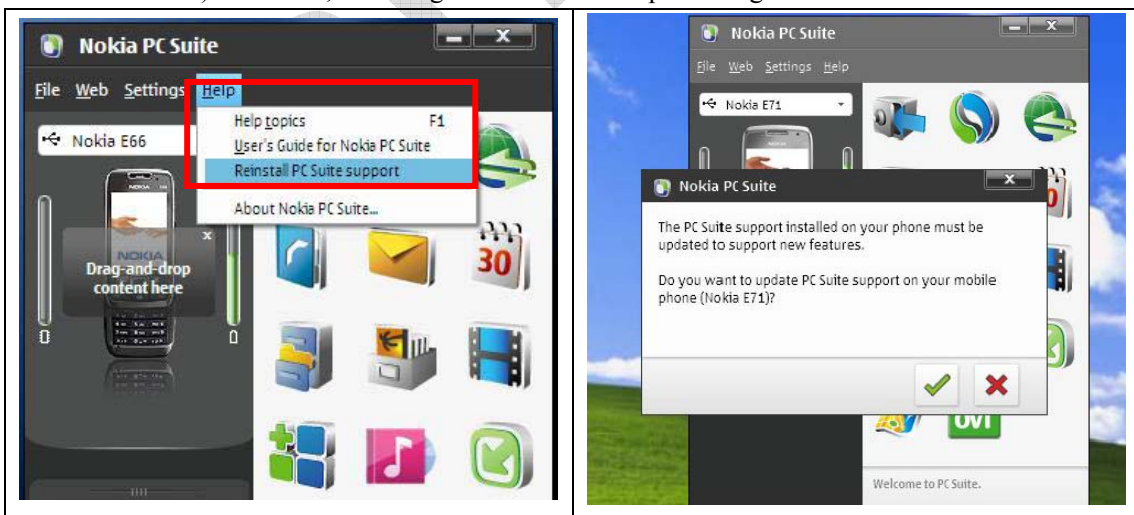 Nokia PC Suite
File Web Settings Help
Help topics F1
User's Guide for Nokia PC Suite
Reinstall PC Suite support
About Nokia PC Suite...
Nokia E66
NOKIA
Drag-and-drop
content here
x
30
Nokia PC Suite
File Web Settings Help
Nokia E71
Nokia PC Suite
The PC Suite support installed on your phone must be
updated to support new features.
Do you want to update PC Suite support on your mobile
phone (Nokia E71)?
OVI
Welcome to PC Suite.